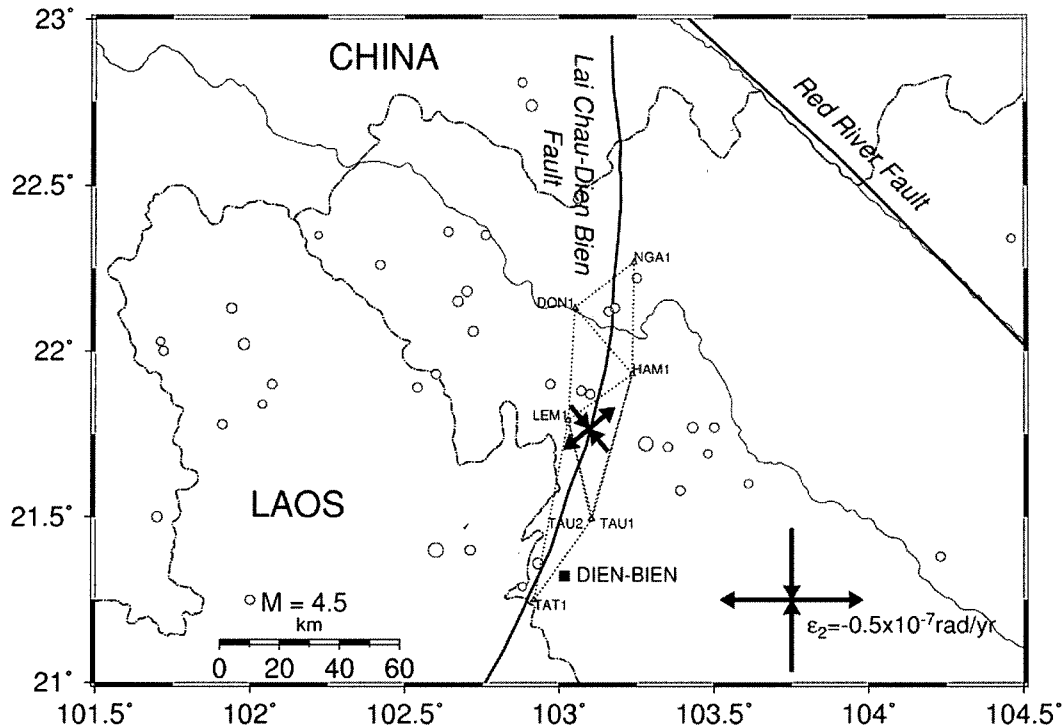 23°
CHINA
Lai Chau-Dien Bien
Fault
Red River Fault
22.5°
NGA1
DON1
22°
HAM1
LEM1
LAOS
21.5°
TAU2
TAU1
DIEN-BIEN
M = 4.5
TAT1
km
0 20 40 60
ε2=-0.5x10-7rad/yr
21°
101.5° 102° 102.5° 103° 103.5° 104° 104.5°